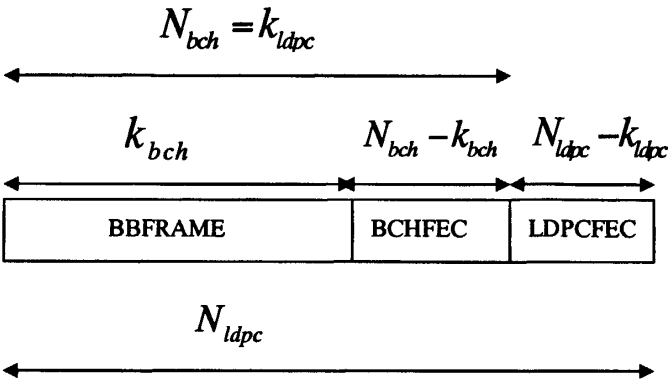 N_bch = k_ldpc
k_bch N_bch − k_bch N_ldpc − k_ldpc
BBFRAME BCHFEC LDPCFEC
N_ldpc